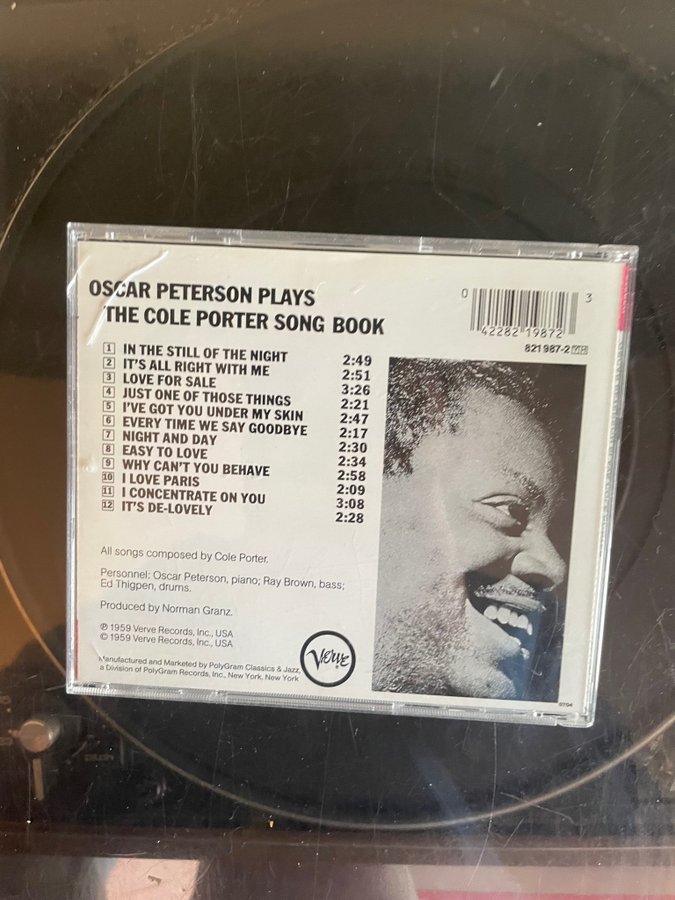 OSCAR PETERSON PLAYS
THE COLE PORTER SONG BOOK
0 42282 19872 3
821 987-2 YH
1 IN THE STILL OF THE NIGHT 2:49
2 IT'S ALL RIGHT WITH ME 2:51
3 LOVE FOR SALE 3:26
4 JUST ONE OF THOSE THINGS 2:21
5 I'VE GOT YOU UNDER MY SKIN 2:47
6 EVERY TIME WE SAY GOODBYE 2:17
7 NIGHT AND DAY 2:30
8 EASY TO LOVE 2:34
9 WHY CAN'T YOU BEHAVE 2:58
10 I LOVE PARIS 2:09
11 I CONCENTRATE ON YOU 3:08
12 IT'S DE-LOVELY 2:28
All songs composed by Cole Porter.
Personnel: Oscar Peterson, piano; Ray Brown, bass;
Ed Thigpen, drums.
Produced by Norman Granz.
℗ 1959 Verve Records, Inc., USA
© 1959 Verve Records, Inc., USA
Manufactured and Marketed by PolyGram Classics & Jazz,
a Division of PolyGram Records, Inc., New York, New York
Verve